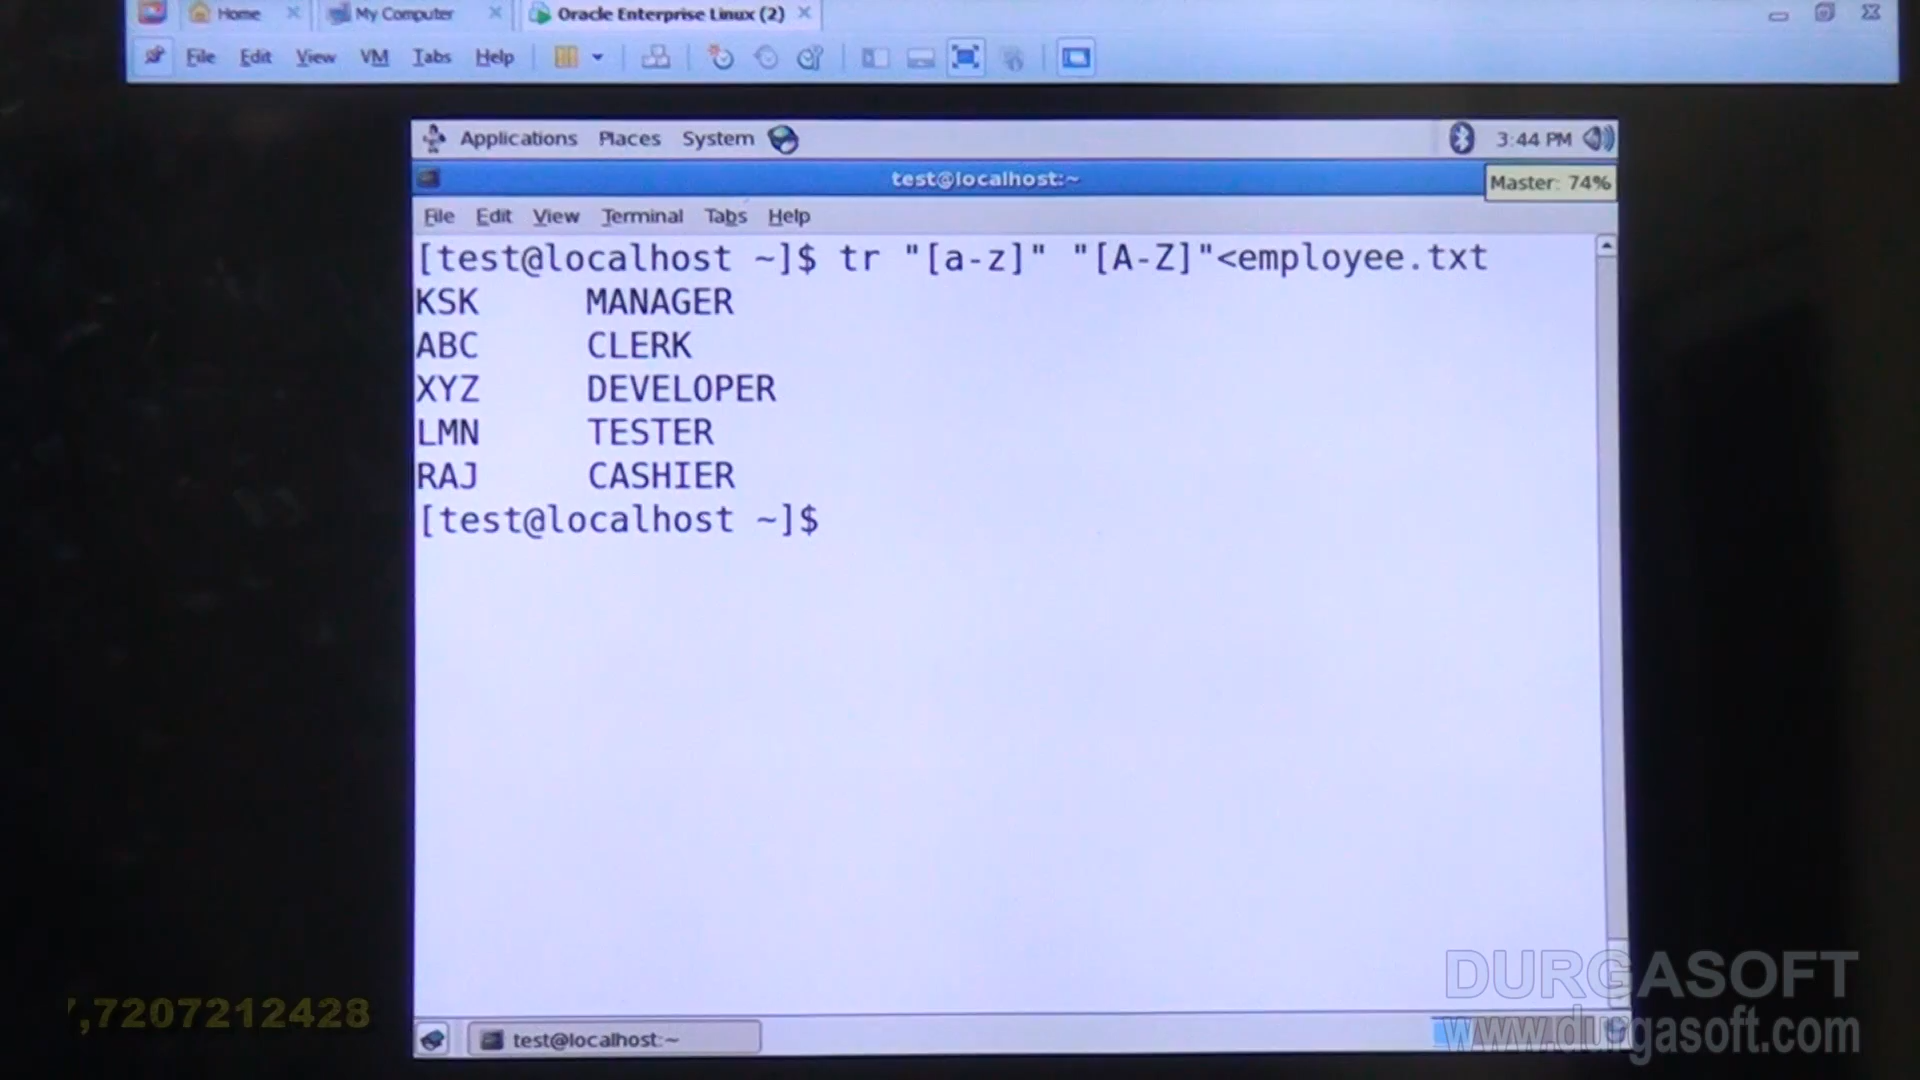 Home My Computer Oracle Enterprise Linux (2)
File Edit View VM Tabs Help
Applications Places System 3:44 PM
test@localhost:~
Master: 74%
File Edit View Terminal Tabs Help
[test@localhost ~]$ tr "[a-z]" "[A-Z]"<employee.txt
KSK MANAGER
ABC CLERK
XYZ DEVELOPER
LMN TESTER
RAJ CASHIER
[test@localhost ~]$
DURGASOFT
,7207212428
www.durgasoft.com
test@localhost:~